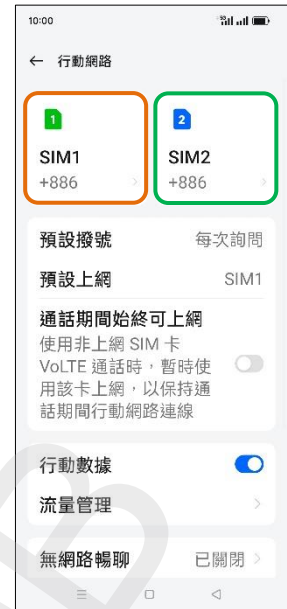 10:00
← 行動網路
1
2
SIM1
SIM2
+886
+886
預設撥號 每次詢問
預設上網 SIM1
通話期間始終可上網
使用非上網 SIM 卡
VoLTE 通話時，暫時使
用該卡上網，以保持通
話期間行動網路連線
行動數據
流量管理
無網路暢聊 已關閉